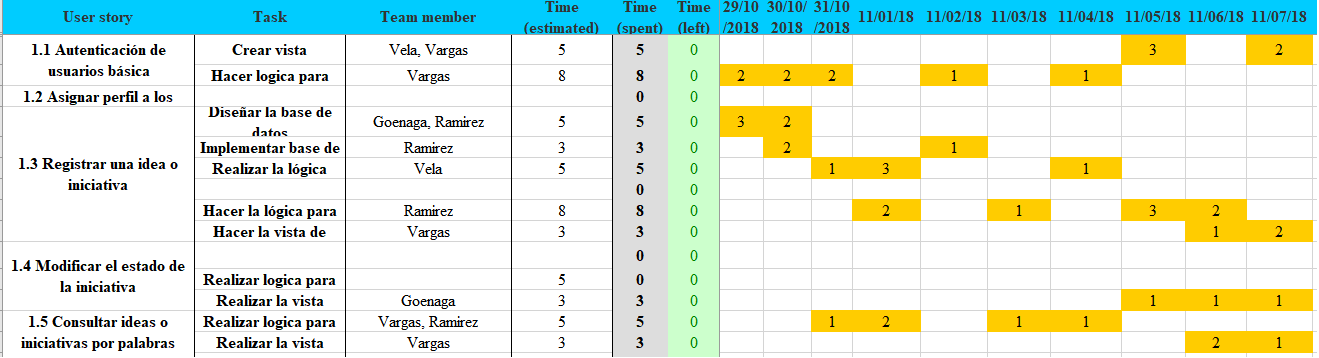 User story Task Team member Time (estimated) Time (spent) Time (left) 29/10/2018 30/10/2018 31/10/2018 11/01/18 11/02/18 11/03/18 11/04/18 11/05/18 11/06/18 11/07/18
1.1 Autenticación de usuarios básica Crear vista Vela, Vargas 5 5 0 3 2
Hacer logica para Vargas 8 8 0 2 2 2 1 1
1.2 Asignar perfil a los 0 0
1.3 Registrar una idea o iniciativa Diseñar la base de datos Goenaga, Ramirez 5 5 0 3 2
Implementar base de Ramirez 3 3 0 2 1
Realizar la lógica Vela 5 5 0 1 3 1
0 0
Hacer la lógica para Ramirez 8 8 0 2 1 3 2
Hacer la vista de Vargas 3 3 0 1 2
1.4 Modificar el estado de la iniciativa 0 0
Realizar logica para 5 0 0
Realizar la vista Goenaga 3 3 0 1 1 1
1.5 Consultar ideas o iniciativas por palabras Realizar logica para Vargas, Ramirez 5 5 0 1 2 1 1
Realizar la vista Vargas 3 3 0 2 1